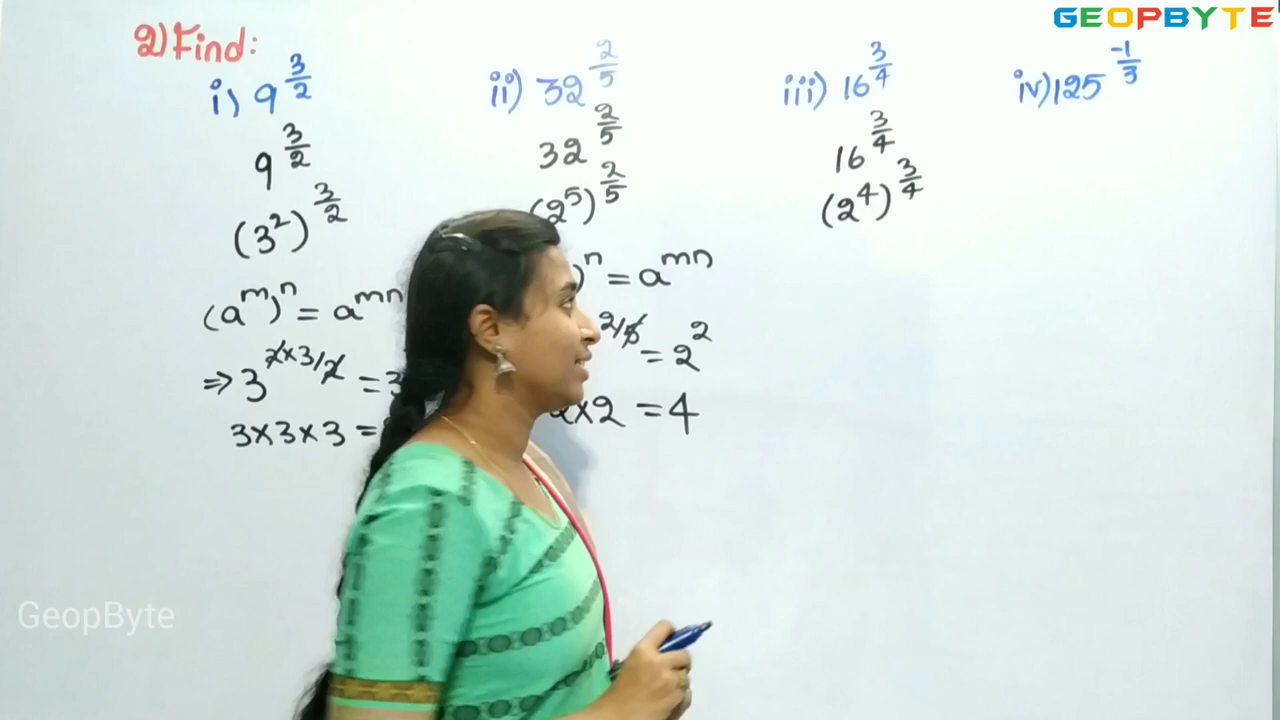 GEOPBYTE
2) Find:
i) 9^{3/2}
9^{3/2}
(3^2)^{3/2}
(a^m)^n = a^{mn}
⇒ 3^{2×3/2} = 3
3×3×3 =
ii) 32^{2/5}
32^{2/5}
(2^5)^{2/5}
)^n = a^{mn}
2/5 = 2^2
×2 = 4
iii) 16^{3/4}
16^{3/4}
(2^4)^{3/4}
iv) 125^{-1/3}
GeopByte